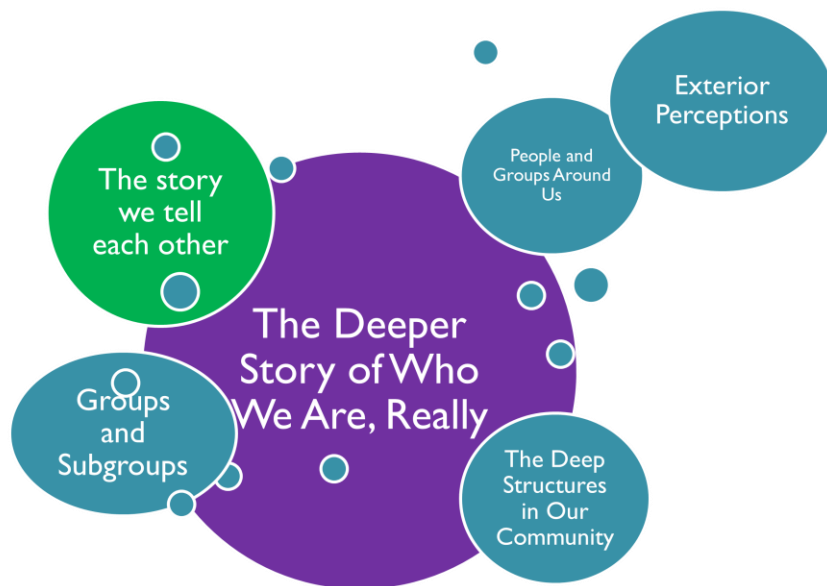 Exterior
Perceptions
People and
Groups Around
Us
The story
we tell
each other
The Deeper
Story of Who
We Are, Really
Groups
and
Subgroups
The Deep
Structures
in Our
Community